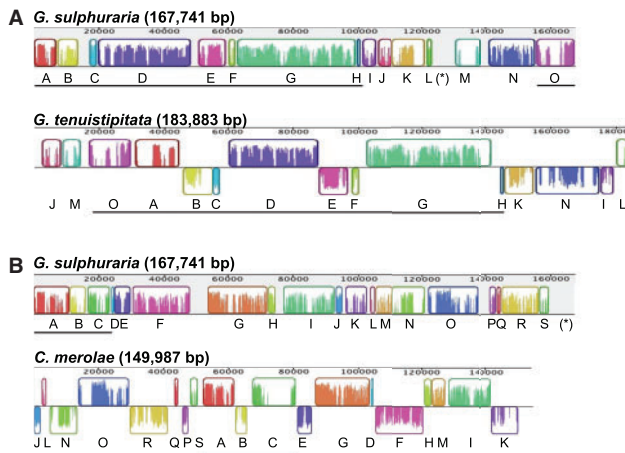 A G. sulphuraria (167,741 bp)
20000 40000 60000 80000 100000 120000 140000 160000
A B C D E F G H I J K L (*) M N O
G. tenuistipitata (183,883 bp)
20000 40000 60000 80000 100000 120000 140000 160000 180
J M O A B C D E F G H K N I L
B G. sulphuraria (167,741 bp)
20000 40000 60000 80000 100000 120000 140000 160000
A B C D E F G H I J K L M N O P Q R S (*)
C. merolae (149,987 bp)
20000 40000 60000 80000 100000 120000 140000
J L N O R Q P S A B C E G D F H M I K